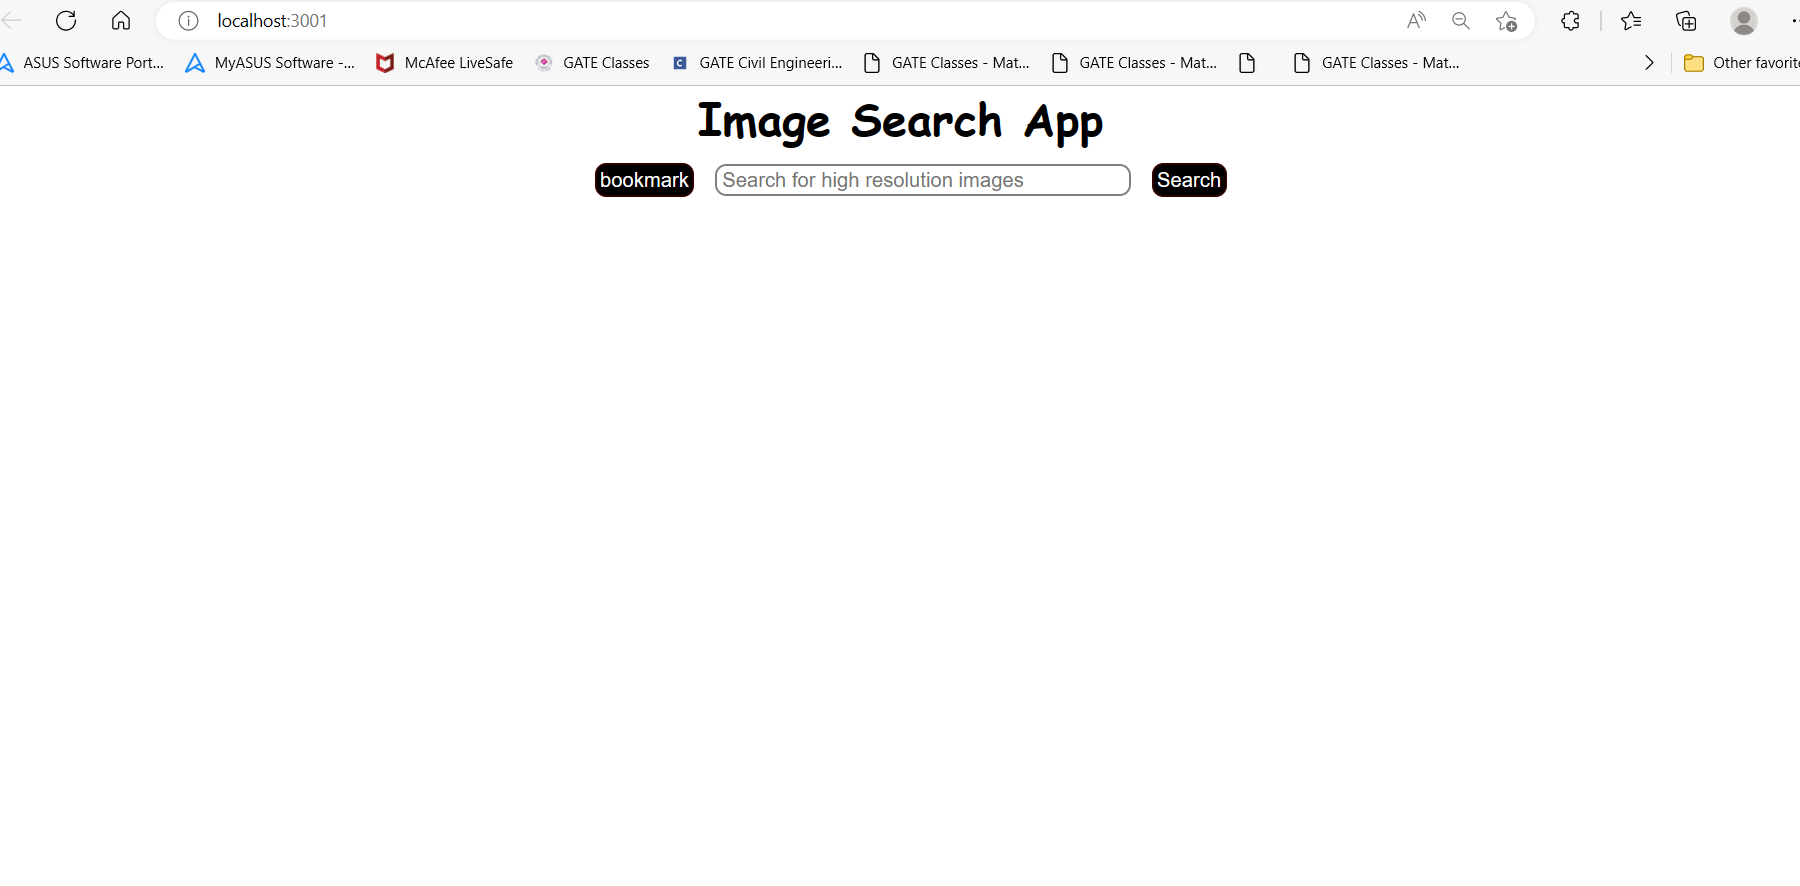 localhost:3001
ASUS Software Port... MyASUS Software -... McAfee LiveSafe GATE Classes GATE Civil Engineeri... GATE Classes - Mat... GATE Classes - Mat... GATE Classes - Mat... Other favorite
Image Search App
bookmark Search for high resolution images Search